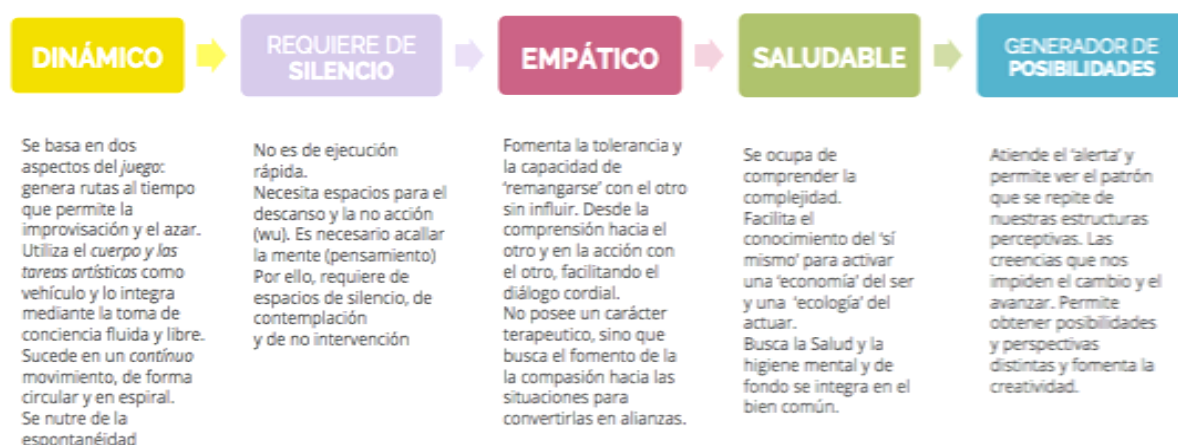 DINÁMICO
Se basa en dos
aspectos del juego:
genera rutas al tiempo
que permite la
improvisación y el azar.
Utiliza el cuerpo y las
tareas artísticas como
vehículo y lo integra
mediante la toma de
conciencia fluida y libre.
Sucede en un contínuo
movimiento, de forma
circular y en espiral.
Se nutre de la
espontanéidad
REQUIERE DE
SILENCIO
No es de ejecución
rápida.
Necesita espacios para el
descanso y la no acción
(wu). Es necesario acallar
la mente (pensamiento)
Por ello, requiere de
espacios de silencio, de
contemplación
y de no intervención
EMPÁTICO
Fomenta la tolerancia y
la capacidad de
'remangarse' con el otro
sin influir. Desde la
comprensión hacia el
otro y en la acción con
el otro, facilitando el
diálogo cordial.
No posee un carácter
terapeutico, sino que
busca el fomento de la
la compasión hacia las
situaciones para
convertirlas en alianzas.
SALUDABLE
Se ocupa de
comprender la
complejidad.
Facilita el
conocimiento del 'sí
mismo' para activar
una 'economía' del ser
y una 'ecología' del
actuar.
Busca la Salud y la
higiene mental y de
fondo se integra en el
bien común.
GENERADOR DE
POSIBILIDADES
Atiende el 'alerta' y
permite ver el patrón
que se repite de
nuestras estructuras
perceptivas. Las
creencias que nos
impiden el cambio y el
avanzar. Permite
obtener posibilidades
y perspectivas
distintas y fomenta la
creatividad.